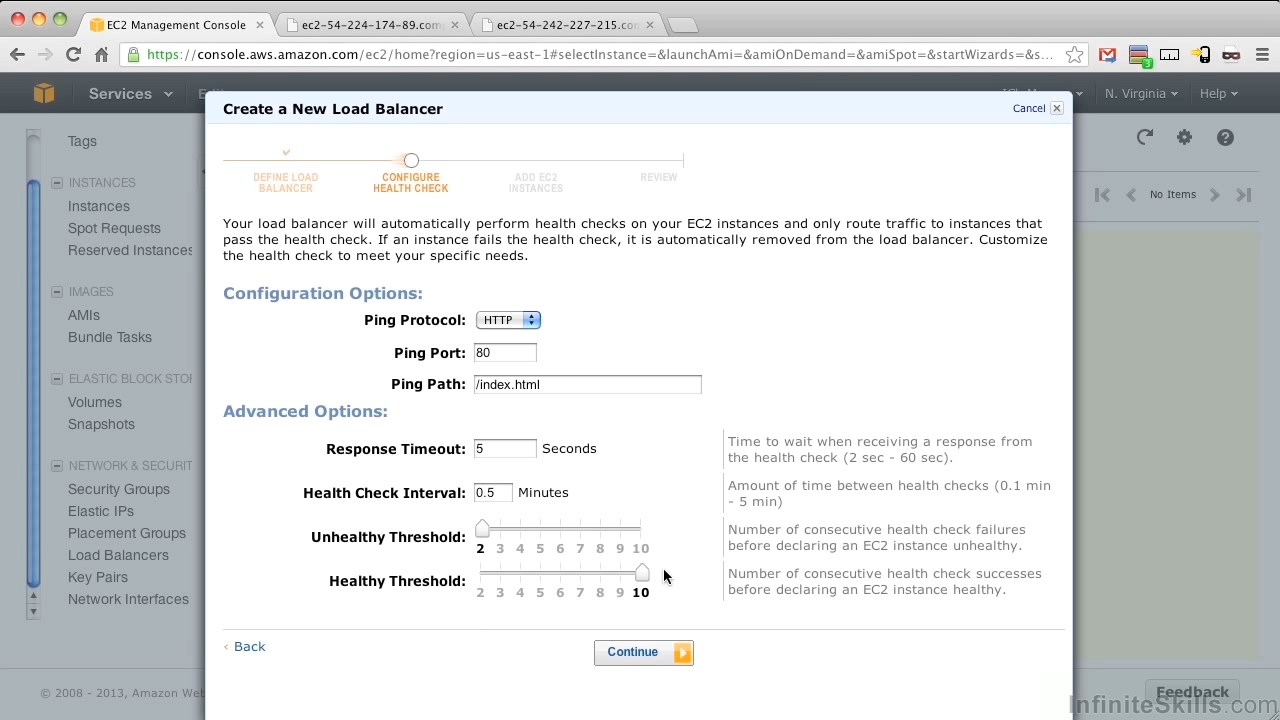 EC2 Management Console
ec2-54-224-174-89.com
ec2-54-242-227-215.con
https://console.aws.amazon.com/ec2/home?region=us-east-1#selectInstance=&launchAmi=&amiOnDemand=&amiSpot=&startWizards=&s...
3
Services
N. Virginia
Help
Create a New Load Balancer
Cancel
DEFINE LOAD BALANCER
CONFIGURE HEALTH CHECK
ADD EC2 INSTANCES
REVIEW
Your load balancer will automatically perform health checks on your EC2 instances and only route traffic to instances that
pass the health check. If an instance fails the health check, it is automatically removed from the load balancer. Customize
the health check to meet your specific needs.
Configuration Options:
Ping Protocol: HTTP
Ping Port: 80
Ping Path: /index.html
Advanced Options:
Response Timeout: 5 Seconds
Time to wait when receiving a response from
the health check (2 sec - 60 sec).
Health Check Interval: 0.5 Minutes
Amount of time between health checks (0.1 min
- 5 min)
Unhealthy Threshold:
2 3 4 5 6 7 8 9 10
Number of consecutive health check failures
before declaring an EC2 instance unhealthy.
Healthy Threshold:
2 3 4 5 6 7 8 9 10
Number of consecutive health check successes
before declaring an EC2 instance healthy.
Back
Continue
Tags
INSTANCES
Instances
Spot Requests
Reserved Instances
IMAGES
AMIs
Bundle Tasks
ELASTIC BLOCK STOR
Volumes
Snapshots
NETWORK & SECURIT
Security Groups
Elastic IPs
Placement Groups
Load Balancers
Key Pairs
Network Interfaces
No Items
© 2008 - 2013, Amazon Web
Feedback
InfiniteSkills.com